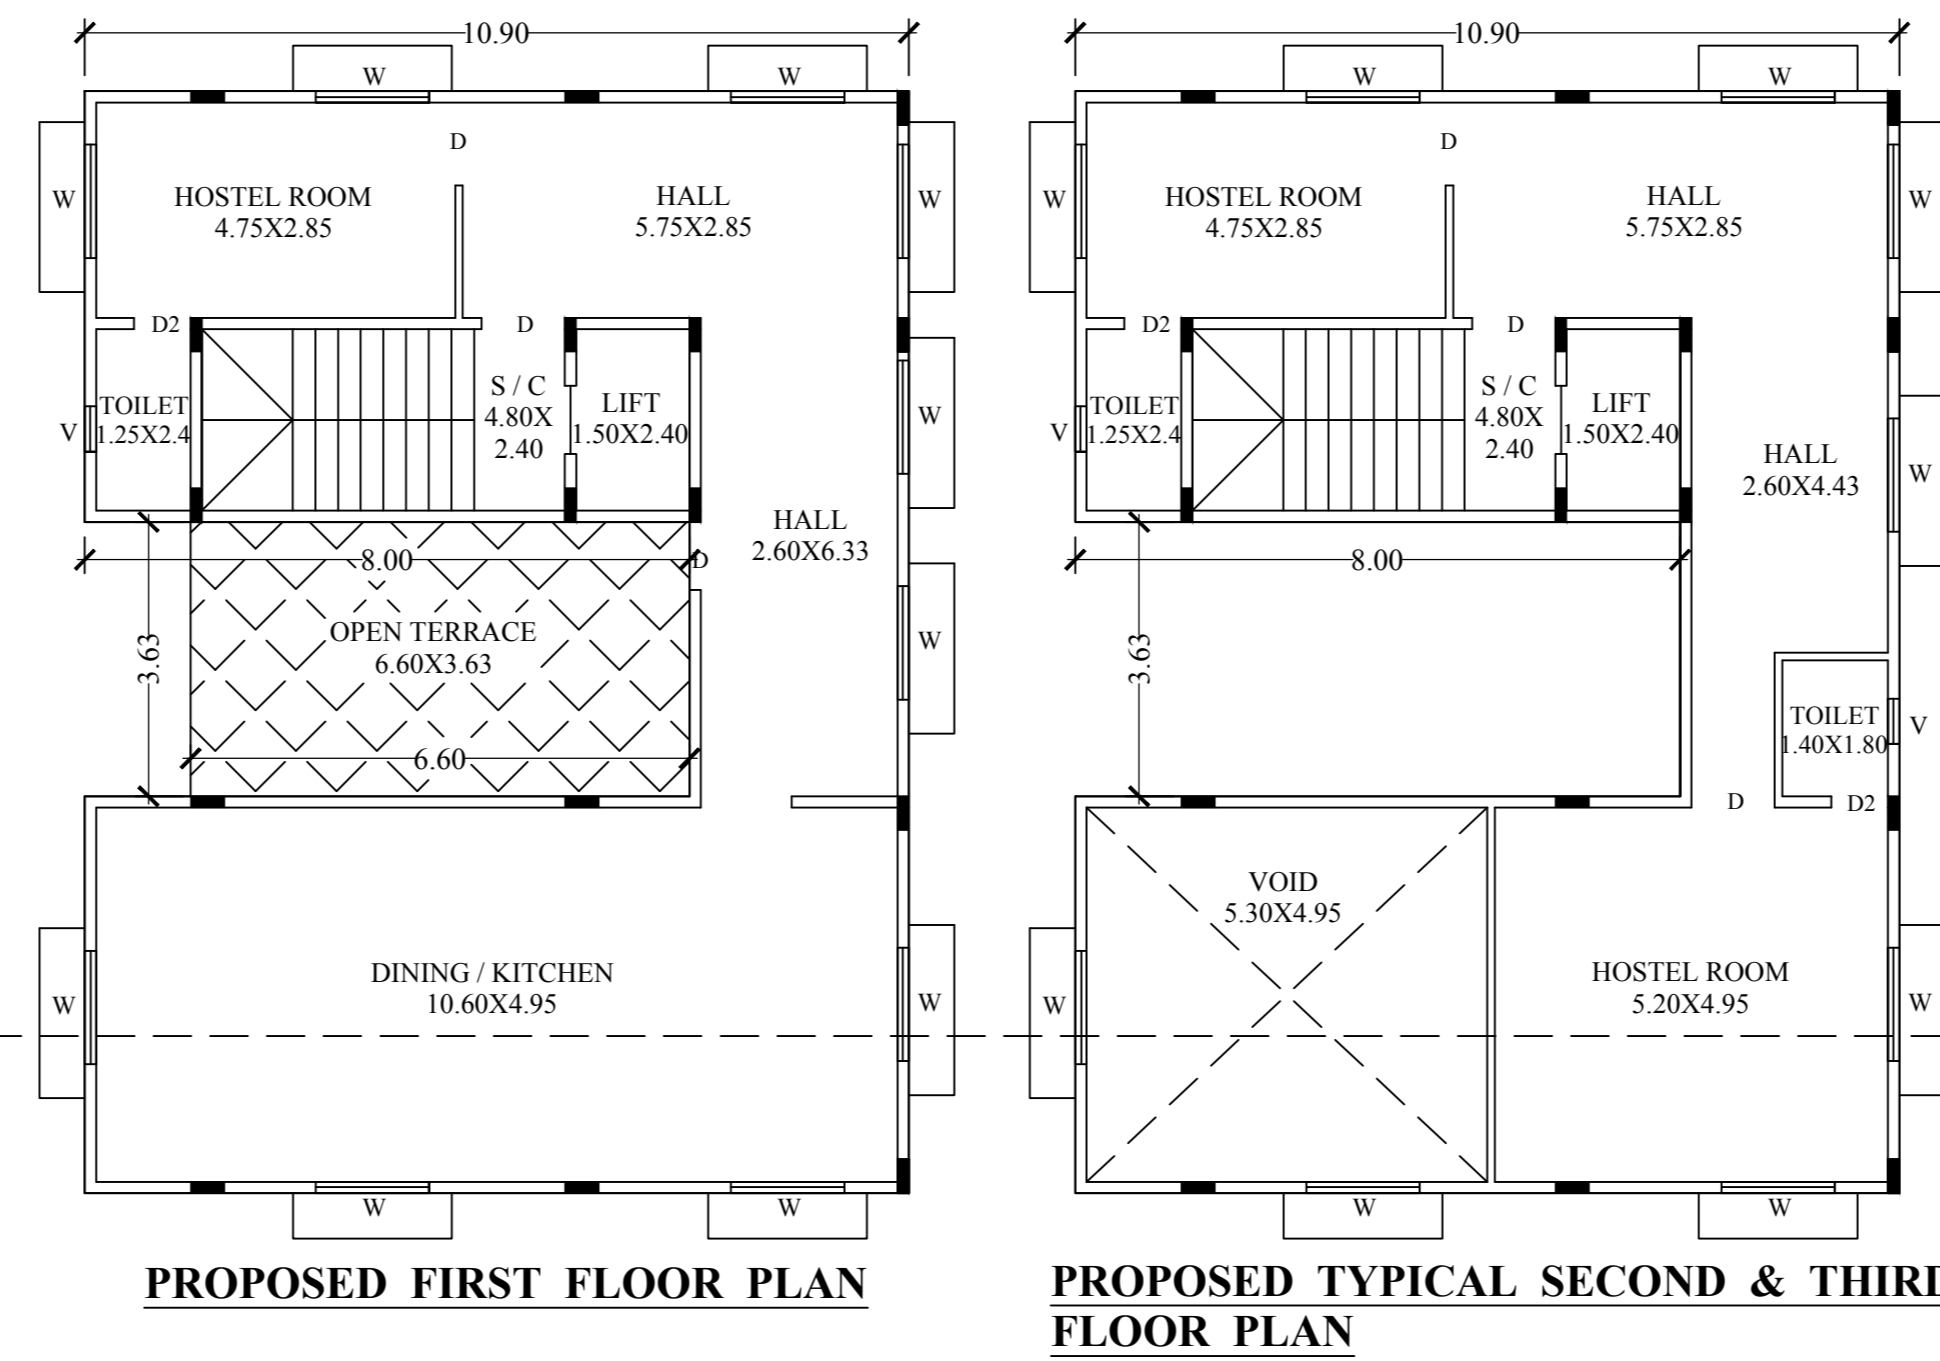 10.90
W
W
D
W
HOSTEL ROOM
4.75X2.85
HALL
5.75X2.85
W
D2
D
S / C
4.80X
2.40
LIFT
1.50X2.40
TOILET
1.25X2.4
V
W
HALL
2.60X6.33
8.00
D
OPEN TERRACE
6.60X3.63
3.63
W
6.60
DINING / KITCHEN
10.60X4.95
W
W
W
W
PROPOSED FIRST FLOOR PLAN
10.90
W
W
D
W
HOSTEL ROOM
4.75X2.85
HALL
5.75X2.85
W
D2
D
S / C
4.80X
2.40
LIFT
1.50X2.40
TOILET
1.25X2.4
V
HALL
2.60X4.43
W
8.00
3.63
TOILET
1.40X1.80
V
D
D2
VOID
5.30X4.95
HOSTEL ROOM
5.20X4.95
W
W
W
W
PROPOSED TYPICAL SECOND & THIRD
FLOOR PLAN